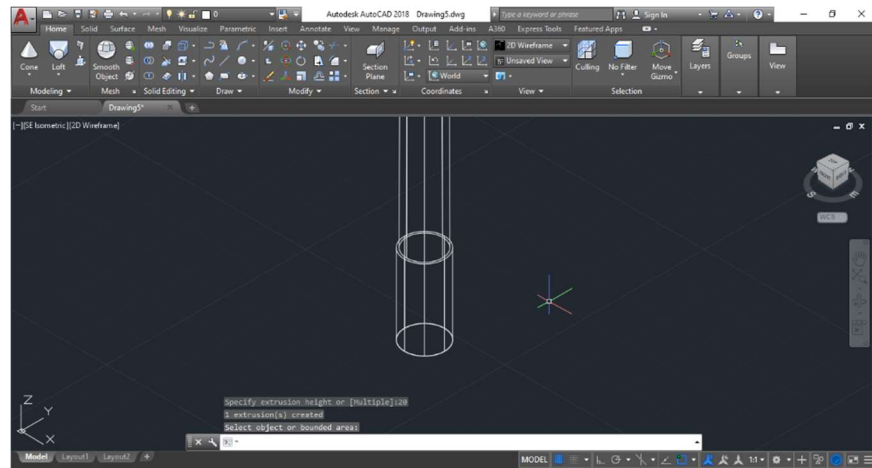 Autodesk AutoCAD 2018 Drawing5.dwg
Type a keyword or phrase
Sign In
Home Solid Surface Mesh Visualize Parametric Insert Annotate View Manage Output Add-ins A360 Express Tools Featured Apps
Cone Loft Smooth Object Section Plane World 2D Wireframe Unsaved View Culling No Filter Move Gizmo Layers Groups View
Modeling Mesh Solid Editing Draw Modify Section Coordinates View Selection
Start Drawing5*
[−][SE Isometric][2D Wireframe]
TOP
WCS
Specify extrusion height or [Multiple]:20
1 extrusion(s) created
Select object or bounded area:
Z
Y
X
Model Layout1 Layout2 +
MODEL 1:1